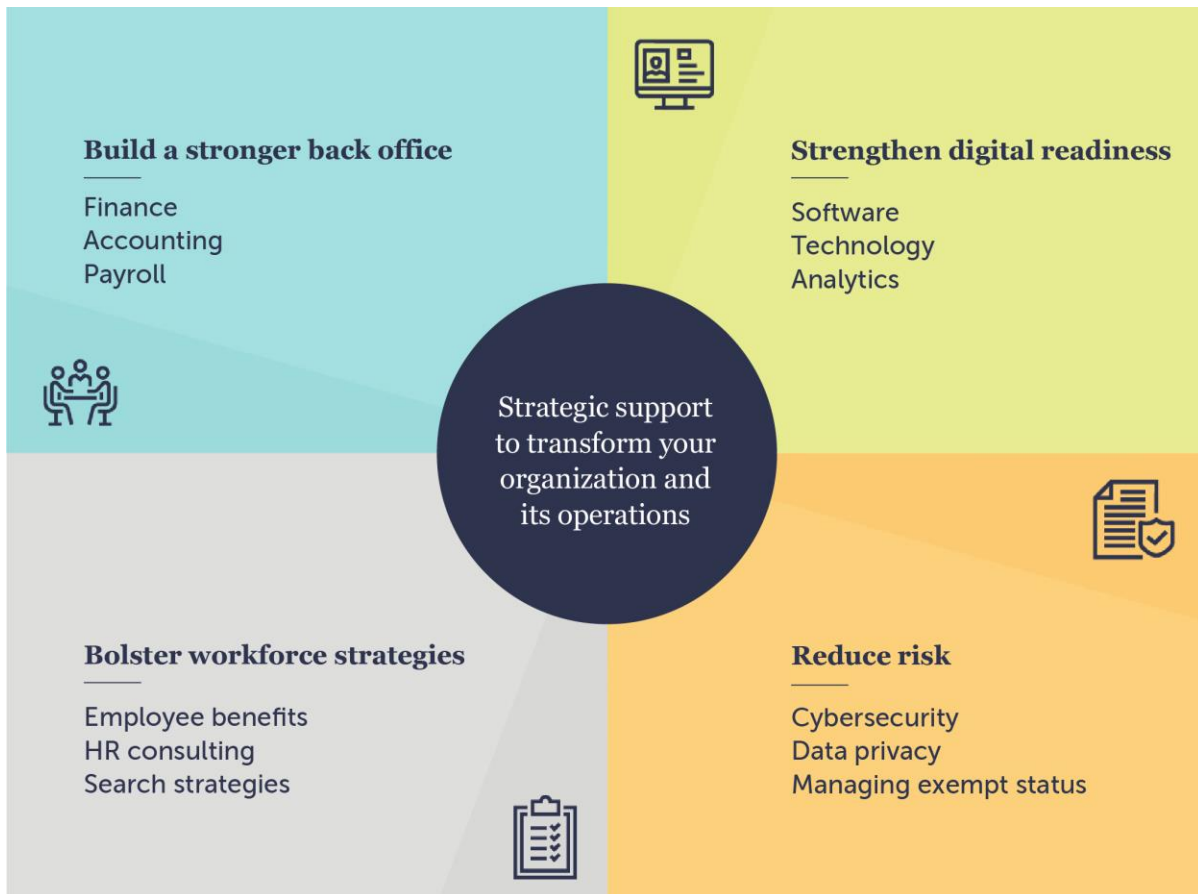 Build a stronger back office
Finance
Accounting
Payroll
Strengthen digital readiness
Software
Technology
Analytics
Strategic support
to transform your
organization and
its operations
Bolster workforce strategies
Employee benefits
HR consulting
Search strategies
Reduce risk
Cybersecurity
Data privacy
Managing exempt status